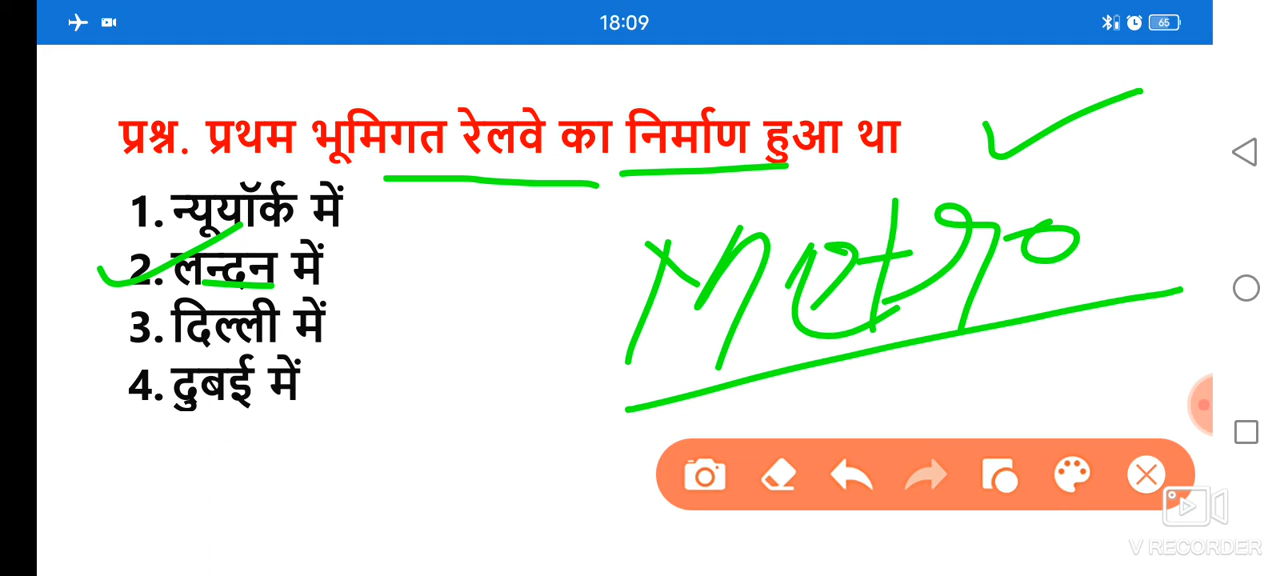 18:09
65
प्रश्न. प्रथम भूमिगत रेलवे का निर्माण हुआ था
1. न्यूयॉर्क में
2. लन्दन में
3. दिल्ली में
4. दुबई में
Metro
V RECORDER